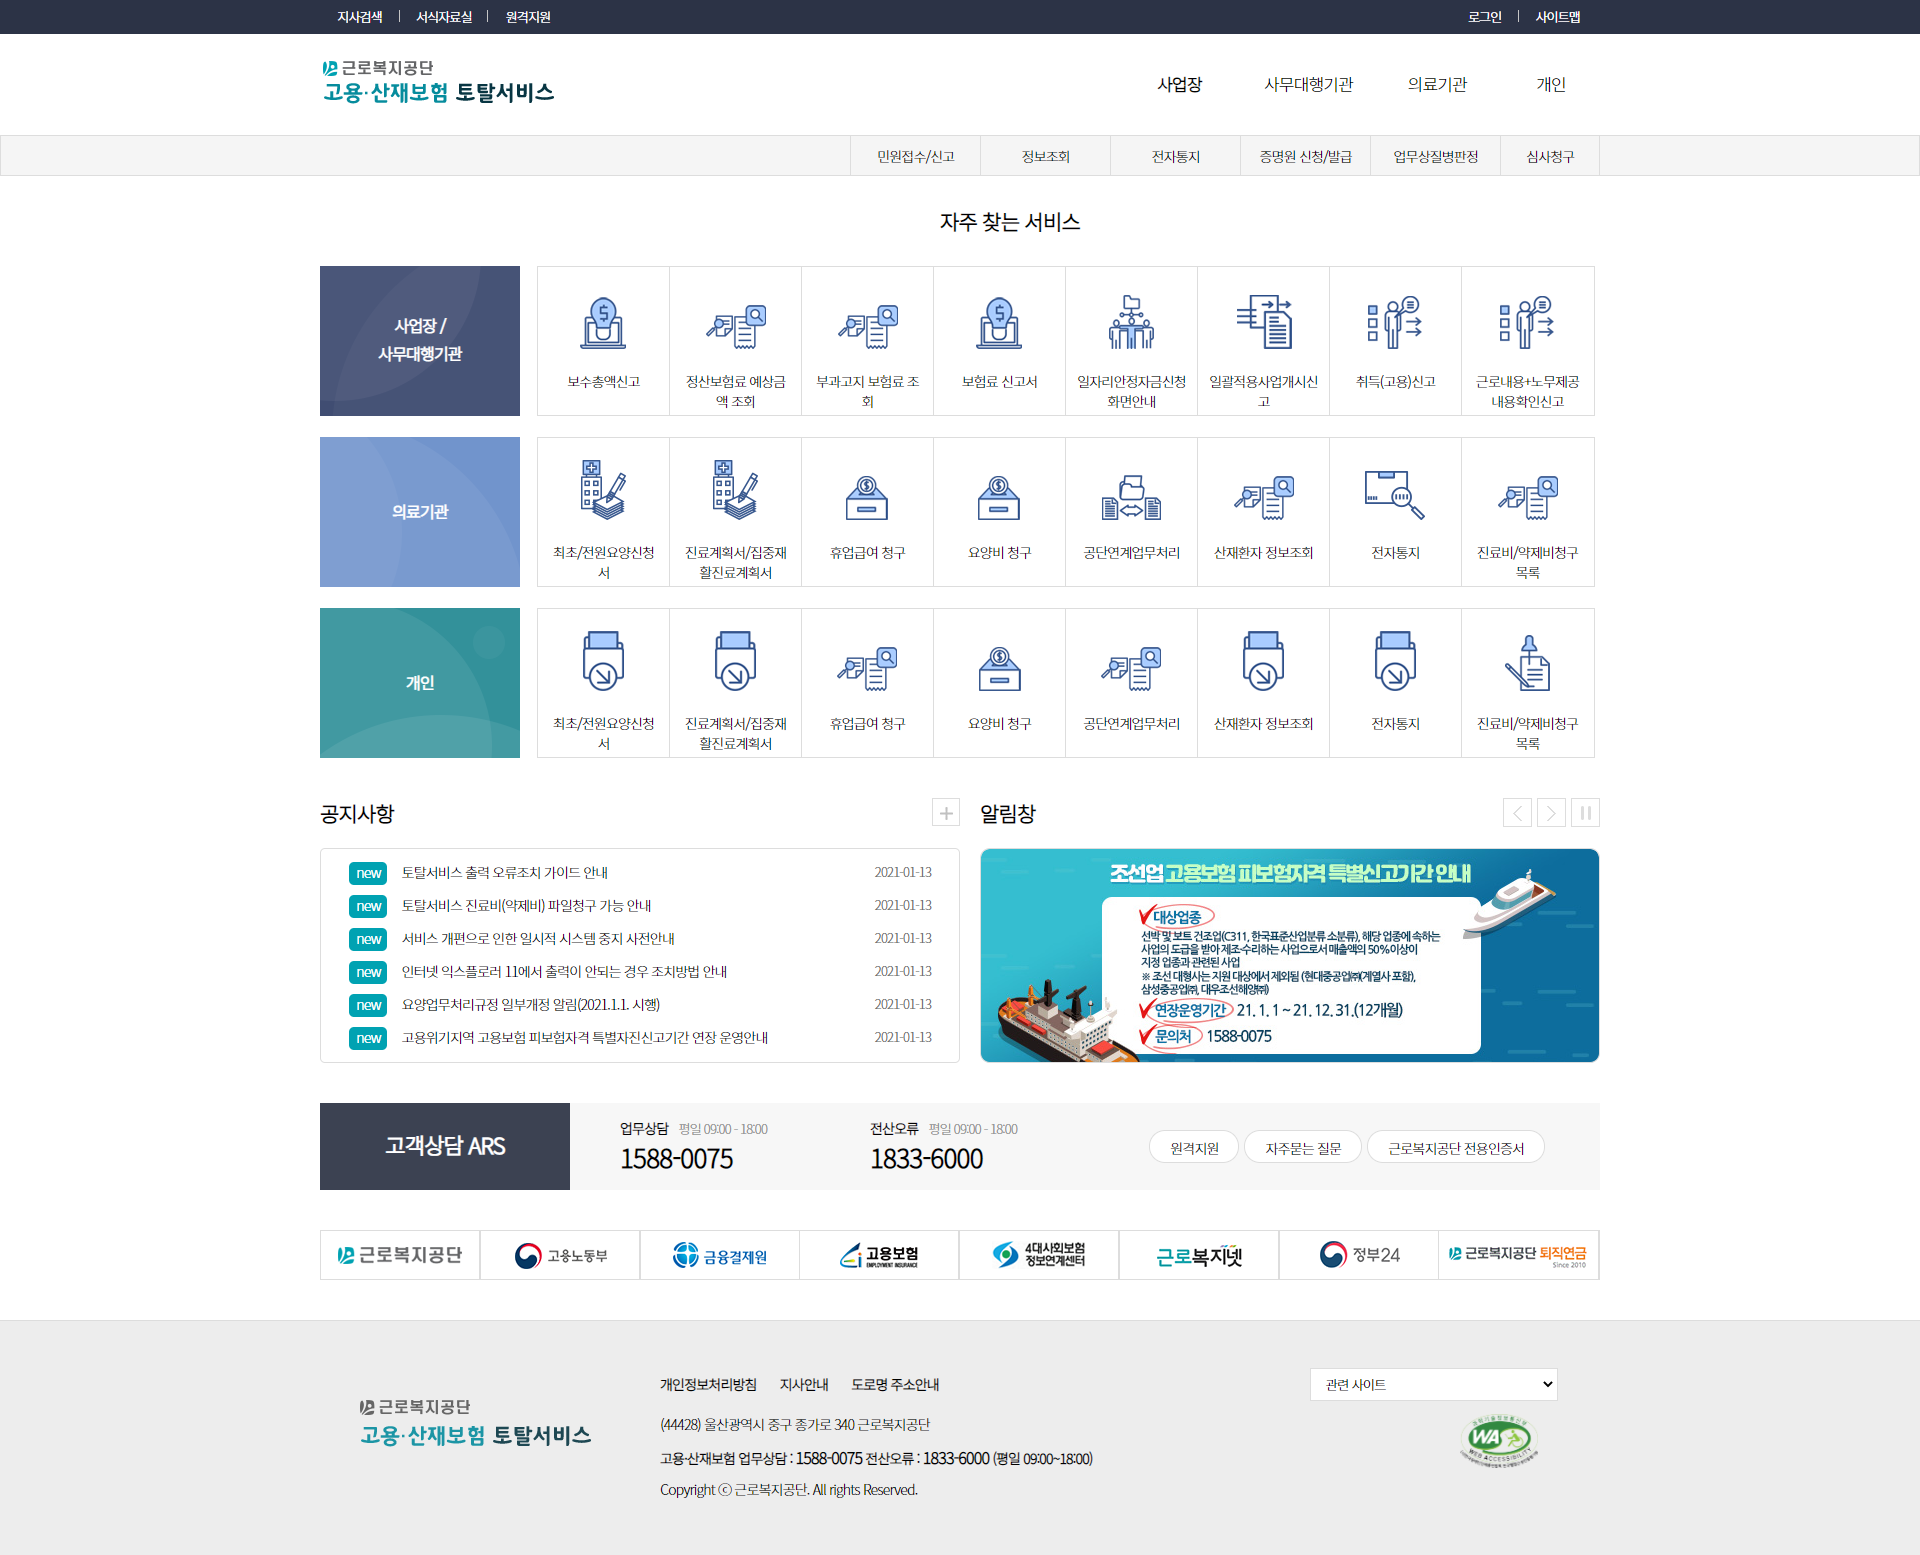 지사검색
서식자료실
원격지원
로그인
사이트맵
근로복지공단
고용·산재보험 토탈서비스
사업장
사무대행기관
의료기관
개인
민원접수/신고
정보조회
전자통지
증명원 신청/발급
업무상질병판정
심사청구
자주 찾는 서비스
사업장 /
사무대행기관
보수총액신고
정산보험료 예상금
액 조회
부과고지 보험료 조
회
보험료 신고서
일자리안정자금신청
화면안내
일괄적용사업개시신
고
취득(고용)신고
근로내용+노무제공
내용확인신고
의료기관
최초/전원요양신청
서
진료계획서/집중재
활진료계획서
휴업급여 청구
요양비 청구
공단연계업무처리
산재환자 정보조회
전자통지
진료비/약제비청구
목록
개인
최초/전원요양신청
서
진료계획서/집중재
활진료계획서
휴업급여 청구
요양비 청구
공단연계업무처리
산재환자 정보조회
전자통지
진료비/약제비청구
목록
공지사항
new 토탈서비스 출력 오류조치 가이드 안내 2021-01-13
new 토탈서비스 진료비(약제비) 파일청구 가능 안내 2021-01-13
new 서비스 개편으로 인한 일시적 시스템 중지 사전안내 2021-01-13
new 인터넷 익스플로러 11에서 출력이 안되는 경우 조치방법 안내 2021-01-13
new 요양업무처리규정 일부개정 알림(2021.1.1. 시행) 2021-01-13
new 고용위기지역 고용보험 피보험자격 특별자진신고기간 연장 운영안내 2021-01-13
알림창
조선업 고용보험 피보험자격 특별신고기간 안내
대상업종
선박 및 보트 건조업(C311, 한국표준산업분류 소분류), 해당 업종에 속하는
사업의 도급을 받아 제조·수리하는 사업으로서 매출액의 50%이상이
지정 업종과 관련된 사업
※ 조선 대형사는 지원 대상에서 제외됨 (현대중공업㈜(계열사 포함),
삼성중공업㈜, 대우조선해양㈜)
연장운영기간 21. 1. 1 ~ 21. 12. 31.(12개월)
문의처 1588-0075
고객상담 ARS
업무상담 평일 09:00 - 18:00
1588-0075
전산오류 평일 09:00 - 18:00
1833-6000
원격지원
자주묻는 질문
근로복지공단 전용인증서
근로복지공단
고용노동부
금융결제원
고용보험
EMPLOYMENT INSURANCE
4대사회보험
정보연계센터
근로복지넷
정부24
근로복지공단 퇴직연금
Since 2010
근로복지공단
고용·산재보험 토탈서비스
개인정보처리방침
지사안내
도로명 주소안내
(44428) 울산광역시 중구 종가로 340 근로복지공단
고용·산재보험 업무상담 : 1588-0075 전산오류 : 1833-6000 (평일 09:00~18:00)
Copyright ⓒ 근로복지공단. All rights Reserved.
관련 사이트
WA
WEB ACCESSIBILITY